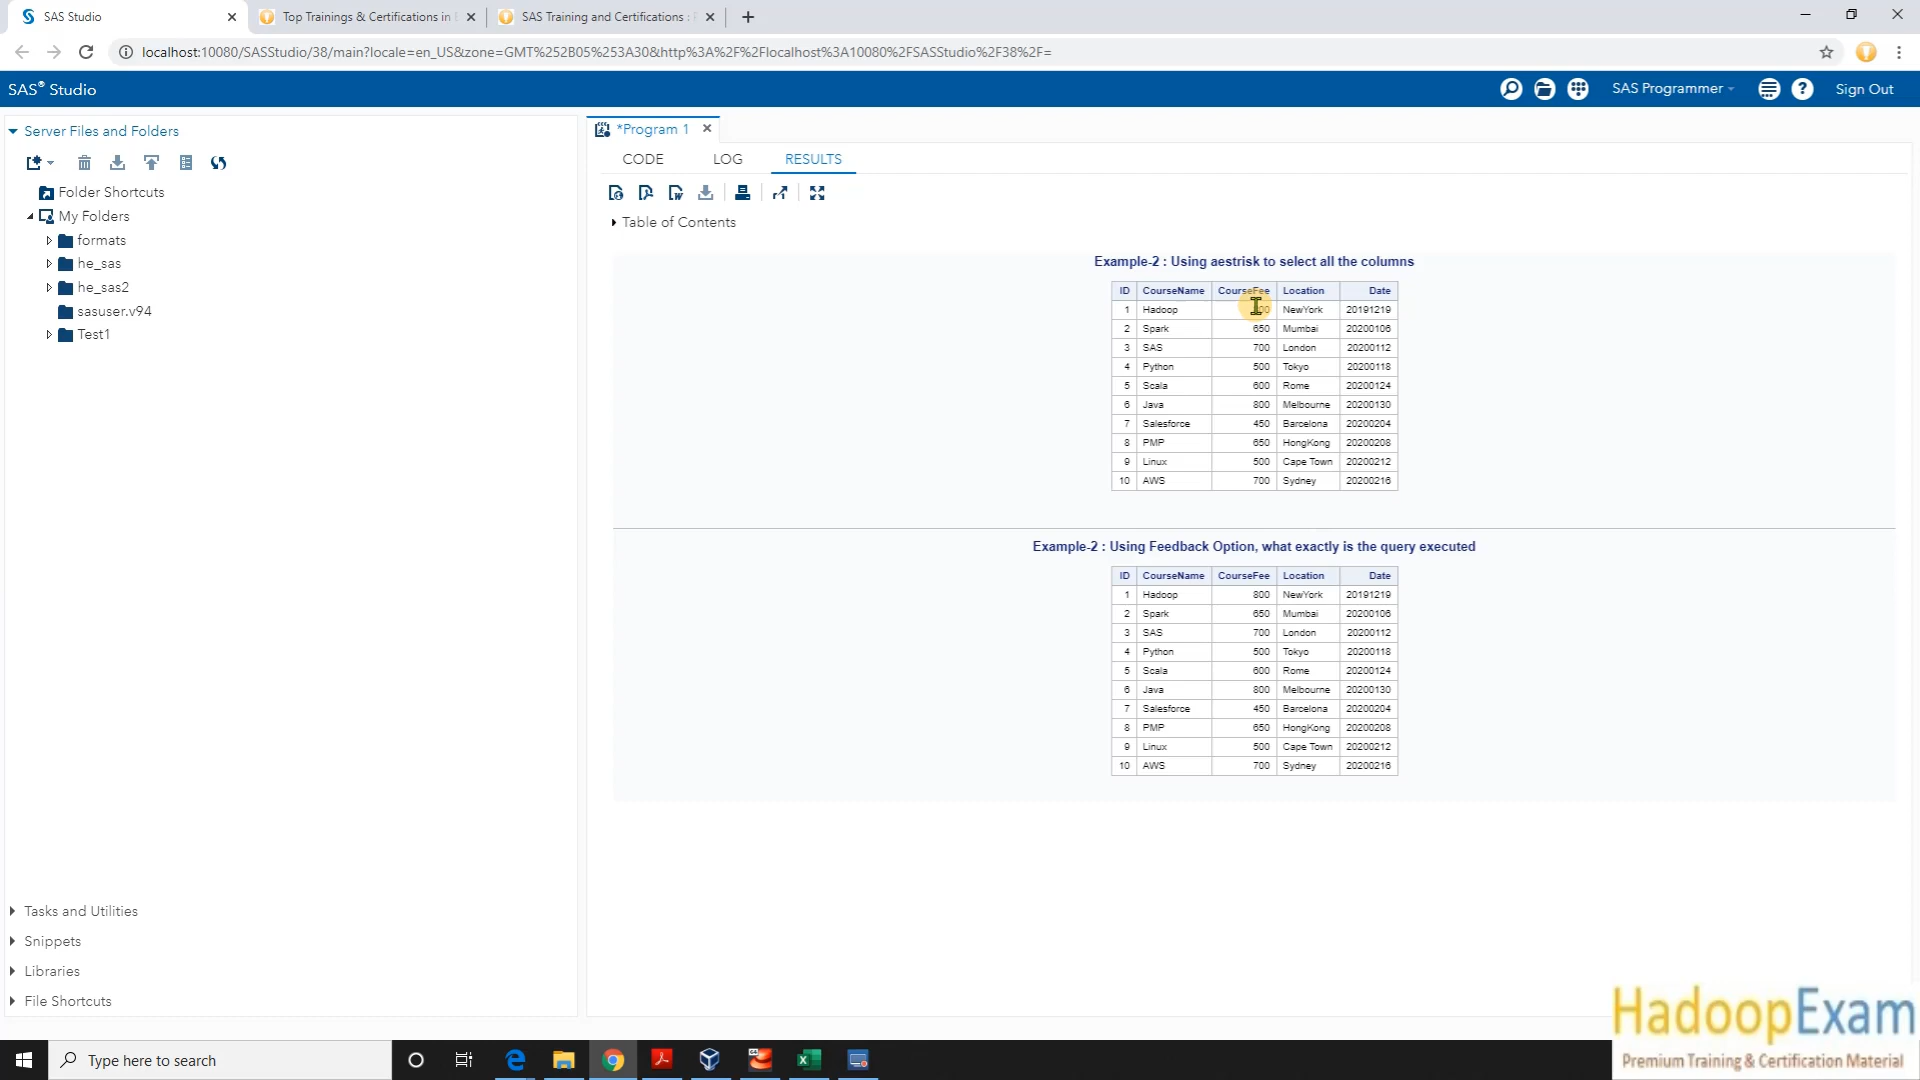 SAS Studio
Top Trainings & Certifications in
SAS Training and Certifications :
localhost:10080/SASStudio/38/main?locale=en_US&zone=GMT%252B05%253A30&http%3A%2F%2Flocalhost%3A10080%2FSASStudio%2F38%2F=
SAS® Studio
SAS Programmer
Sign Out
Server Files and Folders
Folder Shortcuts
My Folders
formats
he_sas
he_sas2
sasuser.v94
Test1
Tasks and Utilities
Snippets
Libraries
File Shortcuts
*Program 1
CODE LOG RESULTS
Table of Contents
Example-2 : Using aestrisk to select all the columns
ID CourseName CourseFee Location Date
1 Hadoop NewYork 20191219
2 Spark 650 Mumbai 20200106
3 SAS 700 London 20200112
4 Python 500 Tokyo 20200118
5 Scala 600 Rome 20200124
6 Java 800 Melbourne 20200130
7 Salesforce 450 Barcelona 20200204
8 PMP 650 HongKong 20200208
9 Linux 500 Cape Town 20200212
10 AWS 700 Sydney 20200216
Example-2 : Using Feedback Option, what exactly is the query executed
ID CourseName CourseFee Location Date
1 Hadoop 800 NewYork 20191219
2 Spark 650 Mumbai 20200106
3 SAS 700 London 20200112
4 Python 500 Tokyo 20200118
5 Scala 600 Rome 20200124
6 Java 800 Melbourne 20200130
7 Salesforce 450 Barcelona 20200204
8 PMP 650 HongKong 20200208
9 Linux 500 Cape Town 20200212
10 AWS 700 Sydney 20200216
HadoopExam
Premium Training & Certification Material
Type here to search